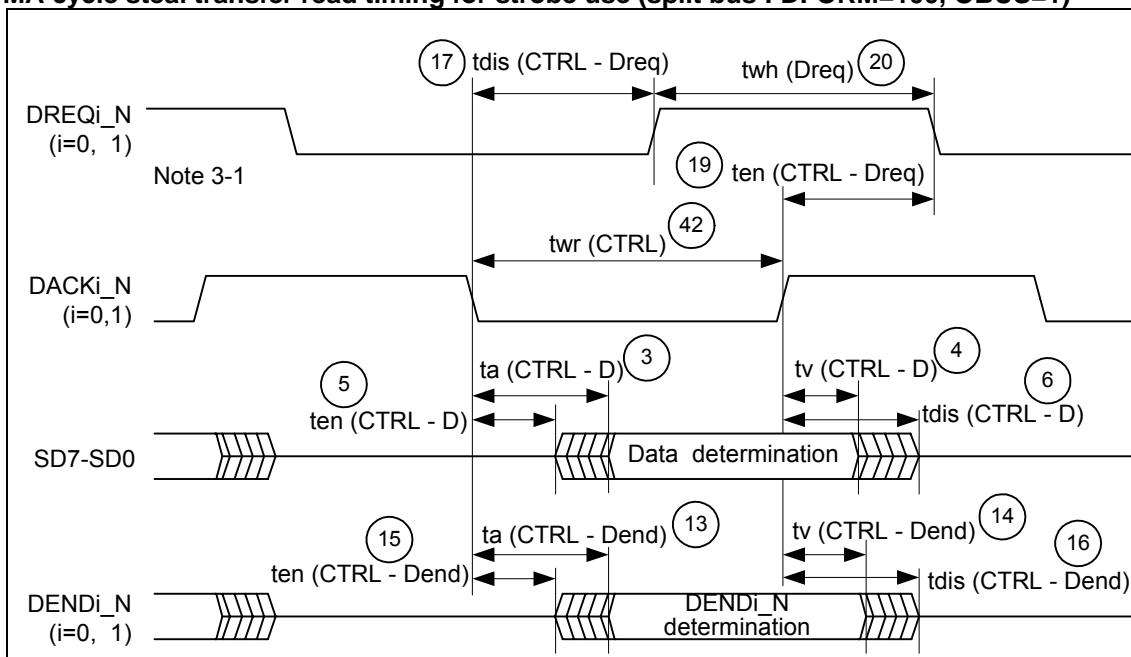 MA cycle steal transfer read timing for strobe use (split bus : DFORM=100, OBUS=1)
17 tdis (CTRL - Dreq)
twh (Dreq) 20
DREQi_N
(i=0, 1)
Note 3-1
19 ten (CTRL - Dreq)
twr (CTRL) 42
DACKi_N
(i=0,1)
ta (CTRL - D) 3
tv (CTRL - D) 4
5
ten (CTRL - D)
6
tdis (CTRL - D)
SD7-SD0
Data determination
ta (CTRL - Dend) 13
tv (CTRL - Dend) 14
15
ten (CTRL - Dend)
16
tdis (CTRL - Dend)
DENDi_N
(i=0, 1)
DENDi_N
determination